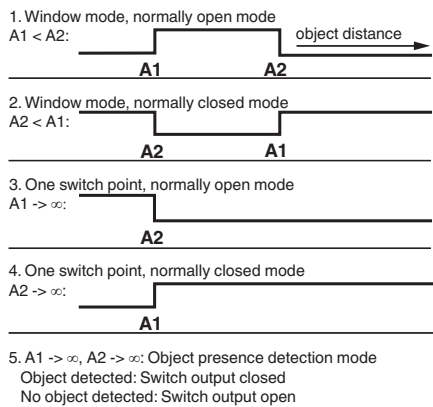 1. Window mode, normally open mode
A1 < A2:
object distance
A1
A2
2. Window mode, normally closed mode
A2 < A1:
A2
A1
3. One switch point, normally open mode
A1 -> ∞:
A2
4. One switch point, normally closed mode
A2 -> ∞:
A1
5. A1 -> ∞, A2 -> ∞: Object presence detection mode
Object detected: Switch output closed
No object detected: Switch output open